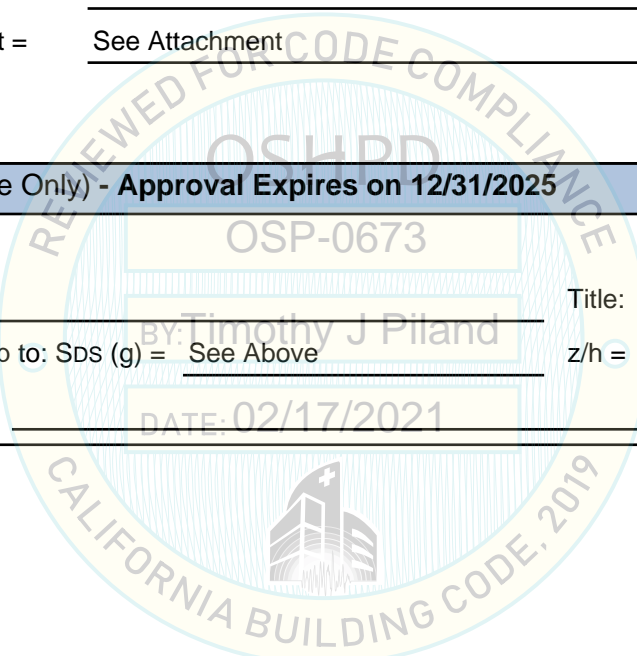 t = See Attachment
REVIEWED FOR CODE COMPLIANCE
OSHPD
e Only) - Approval Expires on 12/31/2025
OSP-0673
Title:
BY: Timothy J Piland
o to: SDS (g) = See Above z/h =
DATE: 02/17/2021
CALIFORNIA BUILDING CODE, 2019